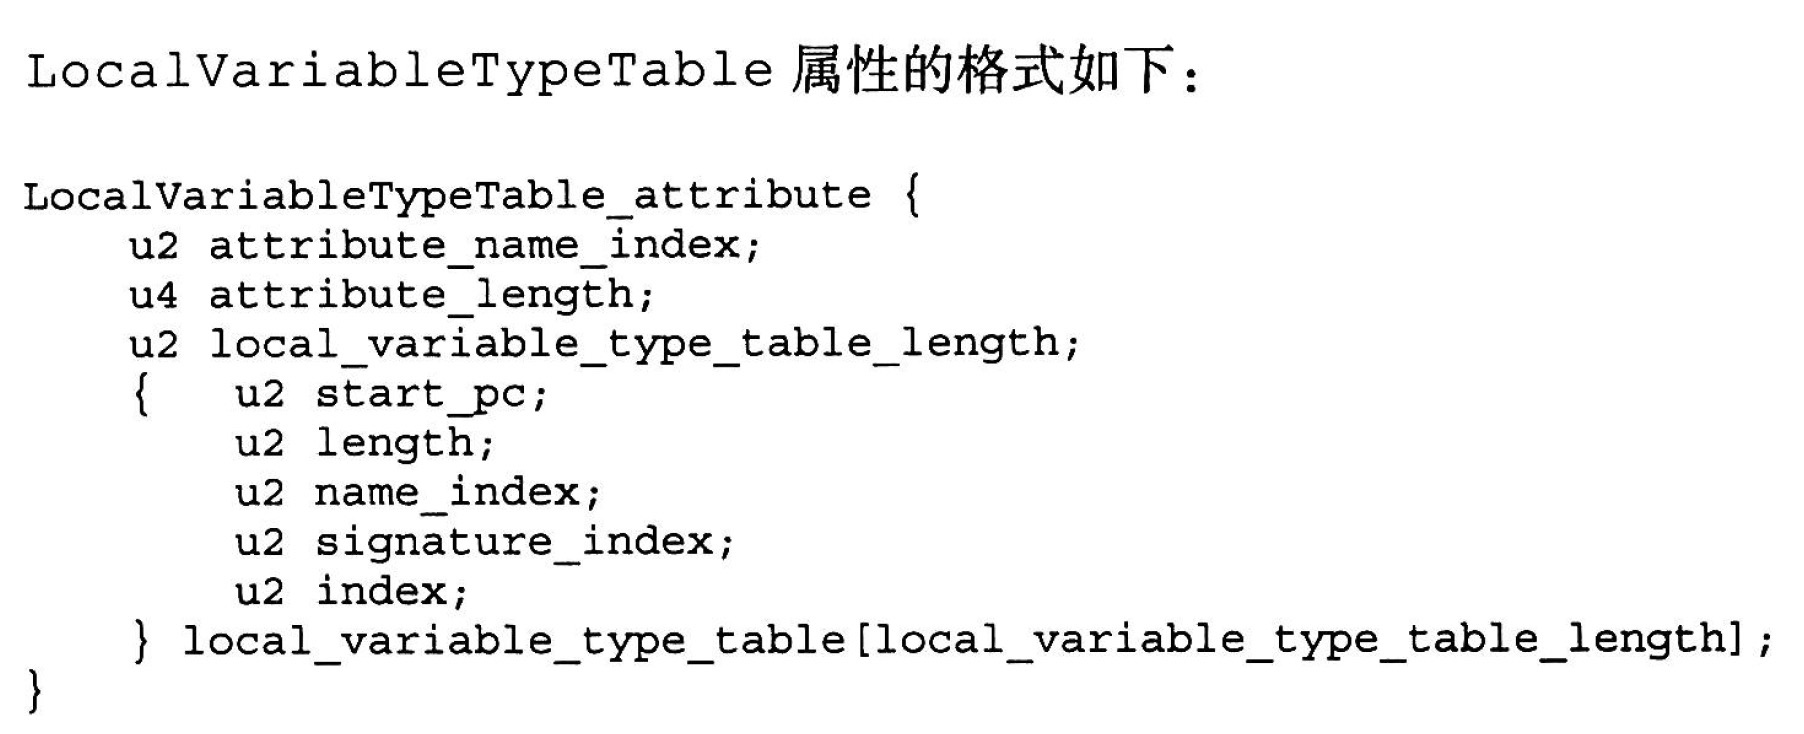 LocalVariableTypeTable 属性的格式如下：
LocalVariableTypeTable_attribute {
u2 attribute_name_index;
u4 attribute_length;
u2 local_variable_type_table_length;
{ u2 start_pc;
u2 length;
u2 name_index;
u2 signature_index;
u2 index;
} local_variable_type_table[local_variable_type_table_length];
}